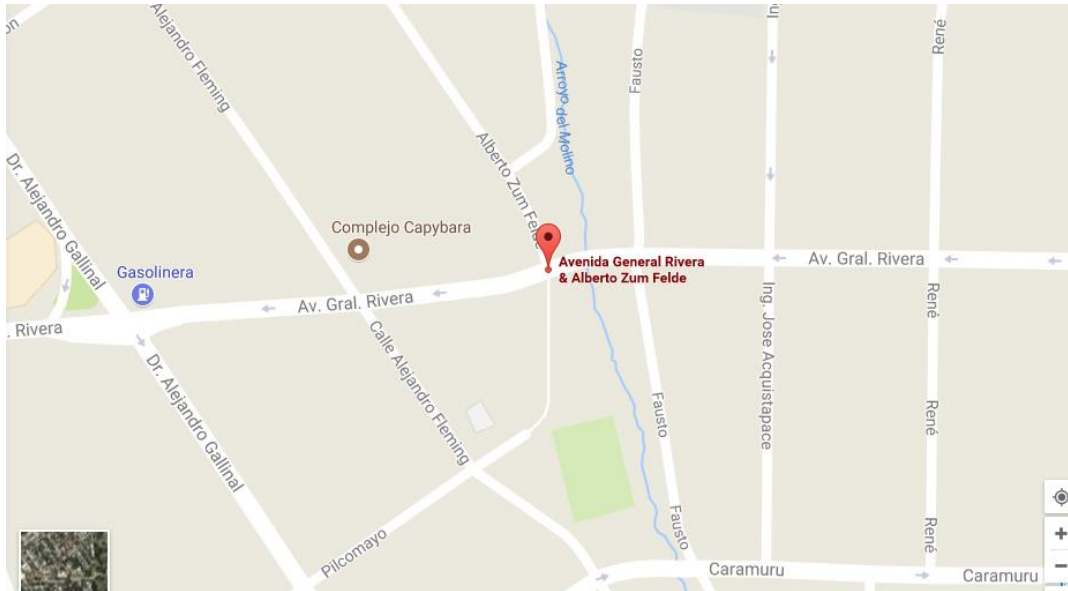 Alejandro Fleming
Fausto
René
Arroyo del Molino
Alberto Zum Felde
Dr. Alejandro Gallinal
Complejo Capybara
Gasolinera
Avenida General Rivera
& Alberto Zum Felde
Av. Gral. Rivera
Av. Gral. Rivera
. Rivera
René
Ing. Jose Acquistapace
Calle Alejandro Fleming
Dr. Alejandro Gallinal
Fausto
René
Fausto
René
Pilcomayo
Caramuru
Caramuru
+
−